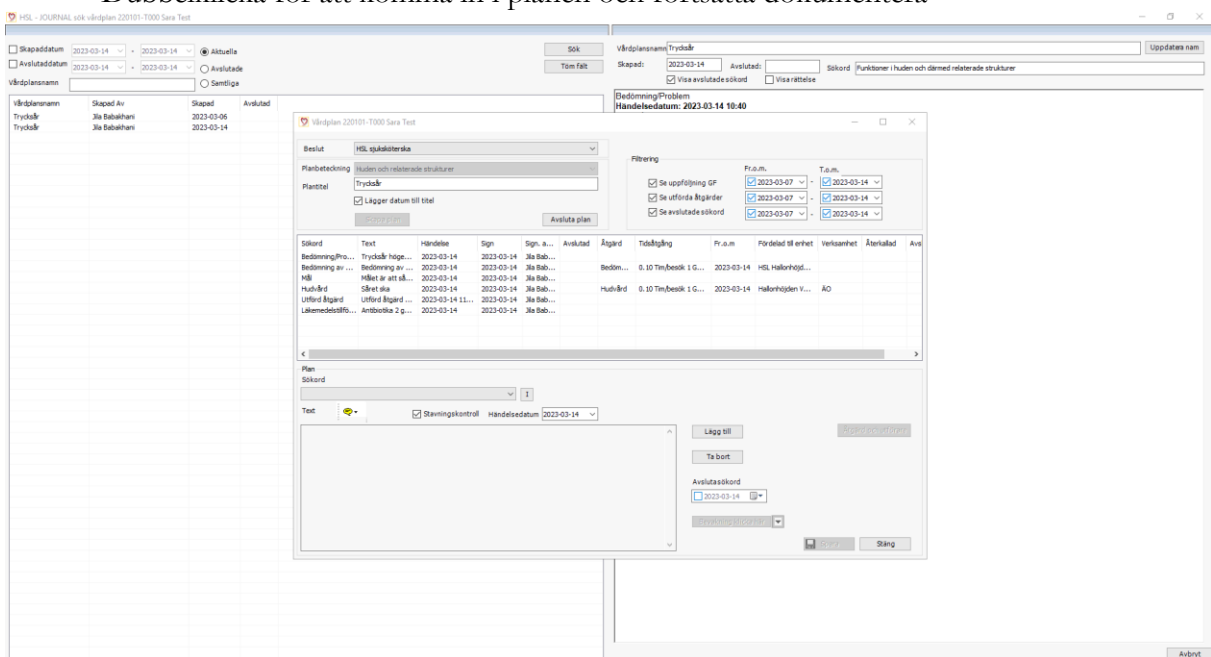 Dubbelklicka för att komma in i planen och fortsätta dokumentera
HSL - JOURNAL sök vårdplan 220101-T000 Sara Test
Skapaddatum 2023-03-14 - 2023-03-14 Aktuella Sök
Avslutaddatum 2023-03-14 - 2023-03-14 Avslutade Töm fält
Vårdplansnamn Samtliga
Vårdplansnamn Skapad Av Skapad Avslutad
Trycksår Jila Babakhani 2023-03-06
Trycksår Jila Babakhani 2023-03-14
Vårdplansnamn Trycksår Uppdatera nam
Skapad: 2023-03-14 Avslutad: Sökord Funktioner i huden och därmed relaterade strukturer
Visa avslutade sökord Visa rättelse
Bedömning/Problem
Händelsedatum: 2023-03-14 10:40
Vårdplan 220101-T000 Sara Test
Beslut HSL sjuksköterska
Planbeteckning Huden och relaterade strukturer
Plantitel Trycksår
Lägger datum till titel
Avsluta plan
Filtrering
Fr.o.m. T.o.m.
Se uppföljning GF 2023-03-07 - 2023-03-14
Se utförda åtgärder 2023-03-07 - 2023-03-14
Se avslutade sökord 2023-03-07 - 2023-03-14
Sökord Text Händelse Sign Sign. a... Avslutad Åtgärd Tidsåtgång Fr.o.m Fördelad till enhet Verksamhet Återkallad Avs
Bedömning/Pro... Trycksår höge... 2023-03-14 2023-03-14 Jila Bab...
Bedömning av ... Bedömning av ... 2023-03-14 2023-03-14 Jila Bab... Bedöm... 0.10 Tim/besök 1 G... 2023-03-14 HSL Hallonhöjd...
Mål Målet är att så... 2023-03-14 2023-03-14 Jila Bab...
Hudvård Såret ska 2023-03-14 2023-03-14 Jila Bab... Hudvård 0.10 Tim/besök 1 G... 2023-03-14 Hallonhöjden V... ÄO
Utförd åtgärd Utförd åtgärd ... 2023-03-14 11... 2023-03-14 Jila Bab...
Läkemedelstillfö... Antibiotika 2 g... 2023-03-14 2023-03-14 Jila Bab...
Plan
Sökord
I
Text Stavningskontroll Händelsedatum 2023-03-14
Lägg till
Ta bort
Avsluta sökord
2023-03-14
Stäng
Avbryt